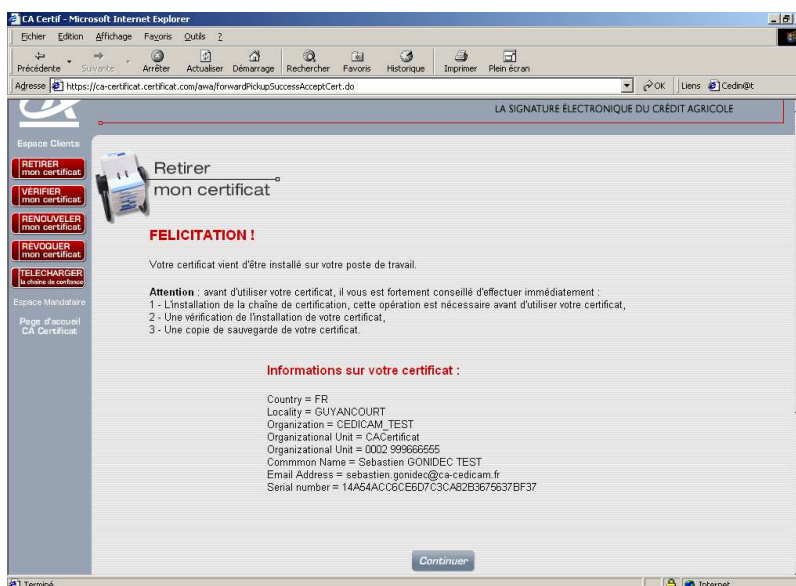 CA Certif - Microsoft Internet Explorer
Fichier Edition Affichage Favoris Outils ?
Précédente Suivante Arrêter Actualiser Démarrage Rechercher Favoris Historique Imprimer Plein écran
Adresse https://ca-certificat.certificat.com/awa/forwardPickupSuccessAcceptCert.do OK Liens Cedin@t
LA SIGNATURE ÉLECTRONIQUE DU CRÉDIT AGRICOLE
Espace Clients
RETIRER
mon certificat
VÉRIFIER
mon certificat
RENOUVELER
mon certificat
RÉVOQUER
mon certificat
TELECHARGER
la chaîne de confiance
Espace Mandataire
Page d'accueil
CA Certificat
Retirer
mon certificat
FELICITATION !
Votre certificat vient d'être installé sur votre poste de travail.
Attention : avant d'utiliser votre certificat, il vous est fortement conseillé d'effectuer immédiatement :
1 - L'installation de la chaîne de certification, cette opération est nécessaire avant d'utiliser votre certificat,
2 - Une vérification de l'installation de votre certificat,
3 - Une copie de sauvegarde de votre certificat.
Informations sur votre certificat :
Country = FR
Locality = GUYANCOURT
Organization = CEDICAM_TEST
Organizational Unit = CACertificat
Organizational Unit = 0002 999666555
Commmon Name = Sebastien GONIDEC TEST
Email Address = sebastien.gonidec@ca-cedicam.fr
Serial number = 14A54ACC6CE6D7C3CA82B3675637BF37
Continuer
Terminé Internet